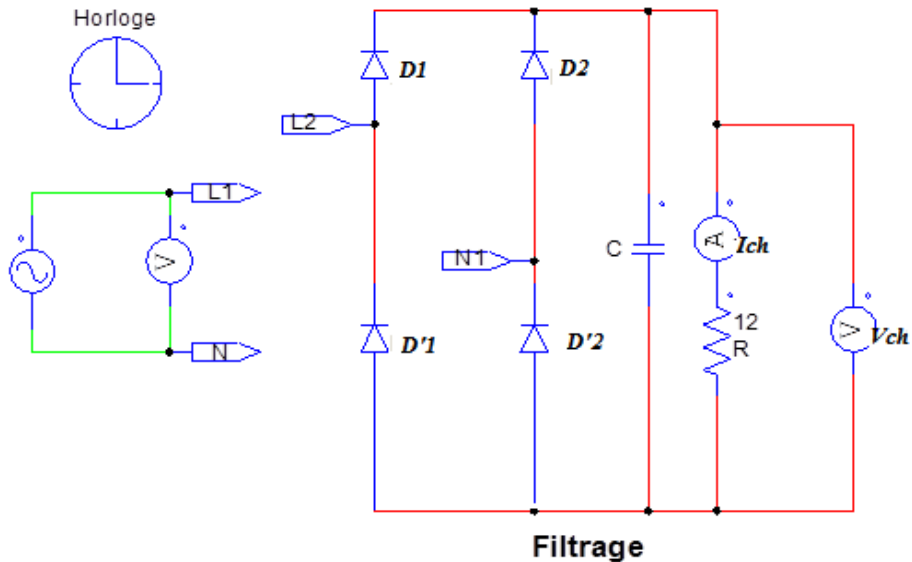 Horloge
D1
D2
L2
L1
N1
C
A
Ich
V
12
R
N
D'1
D'2
V
Vch
Filtrage